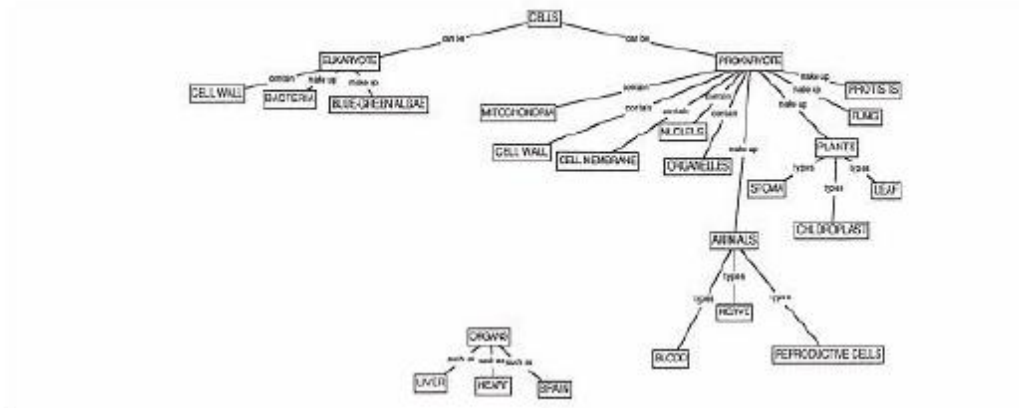 CELLS
can be
can be
EUKARYOTE
PROKARYOTE
contain
make up
make up
CELL WALL
BACTERIA
BLUE-GREEN ALGAE
contain
contain
contain
contain
contain
make up
make up
make up
make up
MITOCHONDRIA
CELL WALL
CELL MEMBRANE
NUCLEUS
ORGANELLES
PROTISTS
FUNGI
PLANTS
types
types
types
STOMA
CHLOROPLAST
LEAF
ANIMALS
types
types
types
BLOOD
NERVE
REPRODUCTIVE CELLS
ORGANS
such as
such as
such as
LIVER
HEART
BRAIN